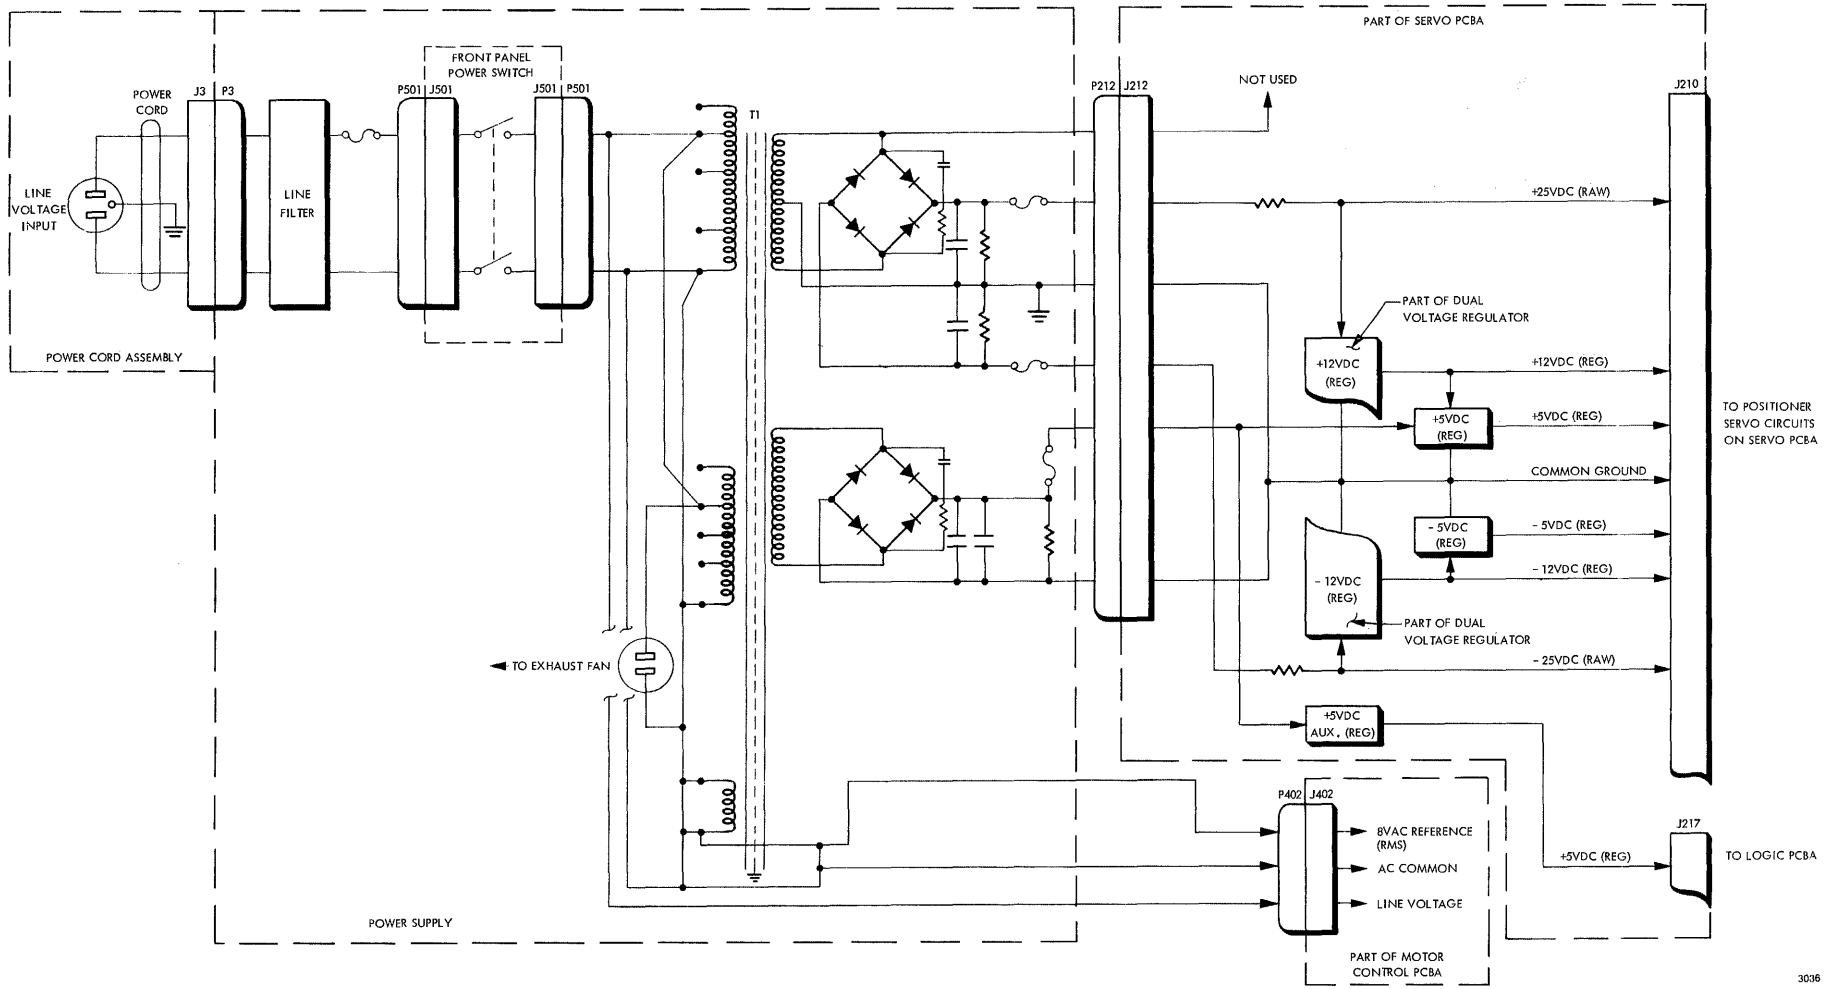 PART OF SERVO PCBA
FRONT PANEL
POWER SWITCH
NOT USED
POWER
CORD
J3
P3
P501
J501
J501
P501
T1
P212
J212
J210
LINE
VOLTAGE
INPUT
LINE
FILTER
+25VDC (RAW)
PART OF DUAL
VOLTAGE REGULATOR
POWER CORD ASSEMBLY
+12VDC
(REG)
+12VDC (REG)
+5VDC
(REG)
+5VDC (REG)
TO POSITIONER
SERVO CIRCUITS
ON SERVO PCBA
COMMON GROUND
- 5VDC
(REG)
- 5VDC (REG)
- 12VDC
(REG)
- 12VDC (REG)
PART OF DUAL
VOLTAGE REGULATOR
TO EXHAUST FAN
- 25VDC (RAW)
+5VDC
AUX. (REG)
P402
J402
8VAC REFERENCE
(RMS)
AC COMMON
LINE VOLTAGE
+5VDC (REG)
J217
TO LOGIC PCBA
POWER SUPPLY
PART OF MOTOR
CONTROL PCBA
3036